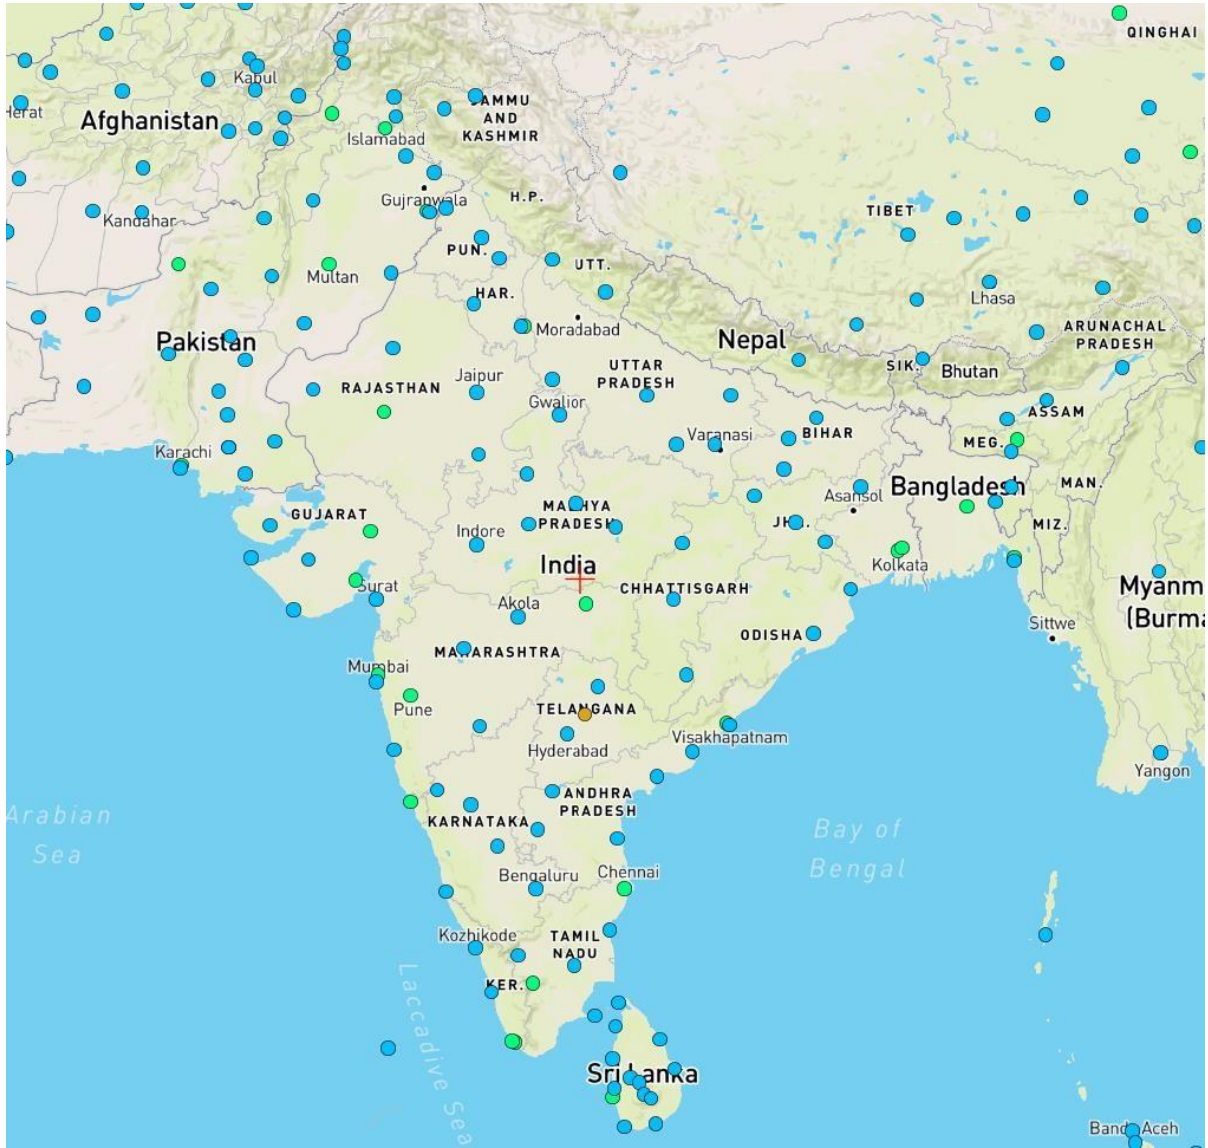 QINGHAI
Kabul
JAMMU
AND
KASHMIR
Herat
Afghanistan
Islamabad
H.P.
Gujranwala
TIBET
Kandahar
PUN.
UTT.
Multan
HAR.
Lhasa
Moradabad
ARUNACHAL
PRADESH
Pakistan
Nepal
SIK.
Bhutan
UTTAR
PRADESH
RAJASTHAN
Jaipur
Gwalior
ASSAM
Varanasi
BIHAR
MEG.
Karachi
Bangladesh
MAN.
Asansol
GUJARAT
MADHYA
PRADESH
JH.
MIZ.
Indore
India
Kolkata
Surat
CHHATTISGARH
Myanm
(Burma
Akola
Sittwe
ODISHA
MAHARASHTRA
Mumbai
Pune
TELANGANA
Hyderabad
Visakhapatnam
Yangon
ANDHRA
PRADESH
KARNATAKA
Arabian
Sea
Bay of
Bengal
Bengaluru
Chennai
Kozhikode
TAMIL
NADU
KER.
Laccadive Sea
Sri Lanka
Banda Aceh